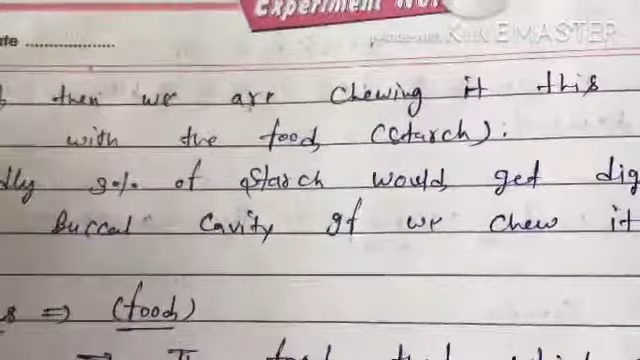 Experiment
KINEMASTER
ate ....................
then we are chewing it this
with the food (starch):
30% of starch would get dig
Buccal cavity If we chew it
s ⇒ (food)
⇒